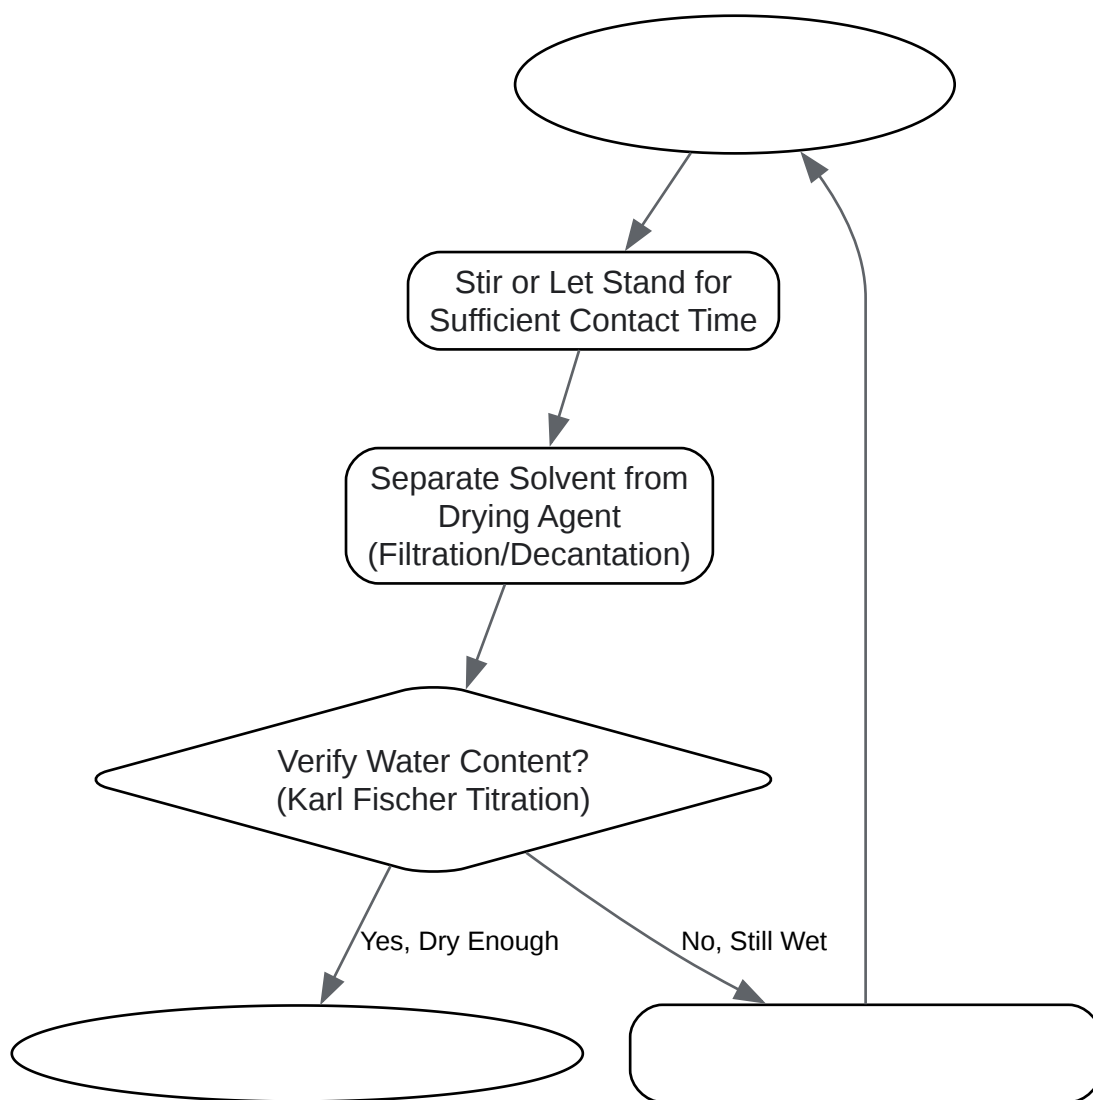 Stir or Let Stand for
Sufficient Contact Time
Separate Solvent from
Drying Agent
(Filtration/Decantation)
Verify Water Content?
(Karl Fischer Titration)
Yes, Dry Enough
No, Still Wet